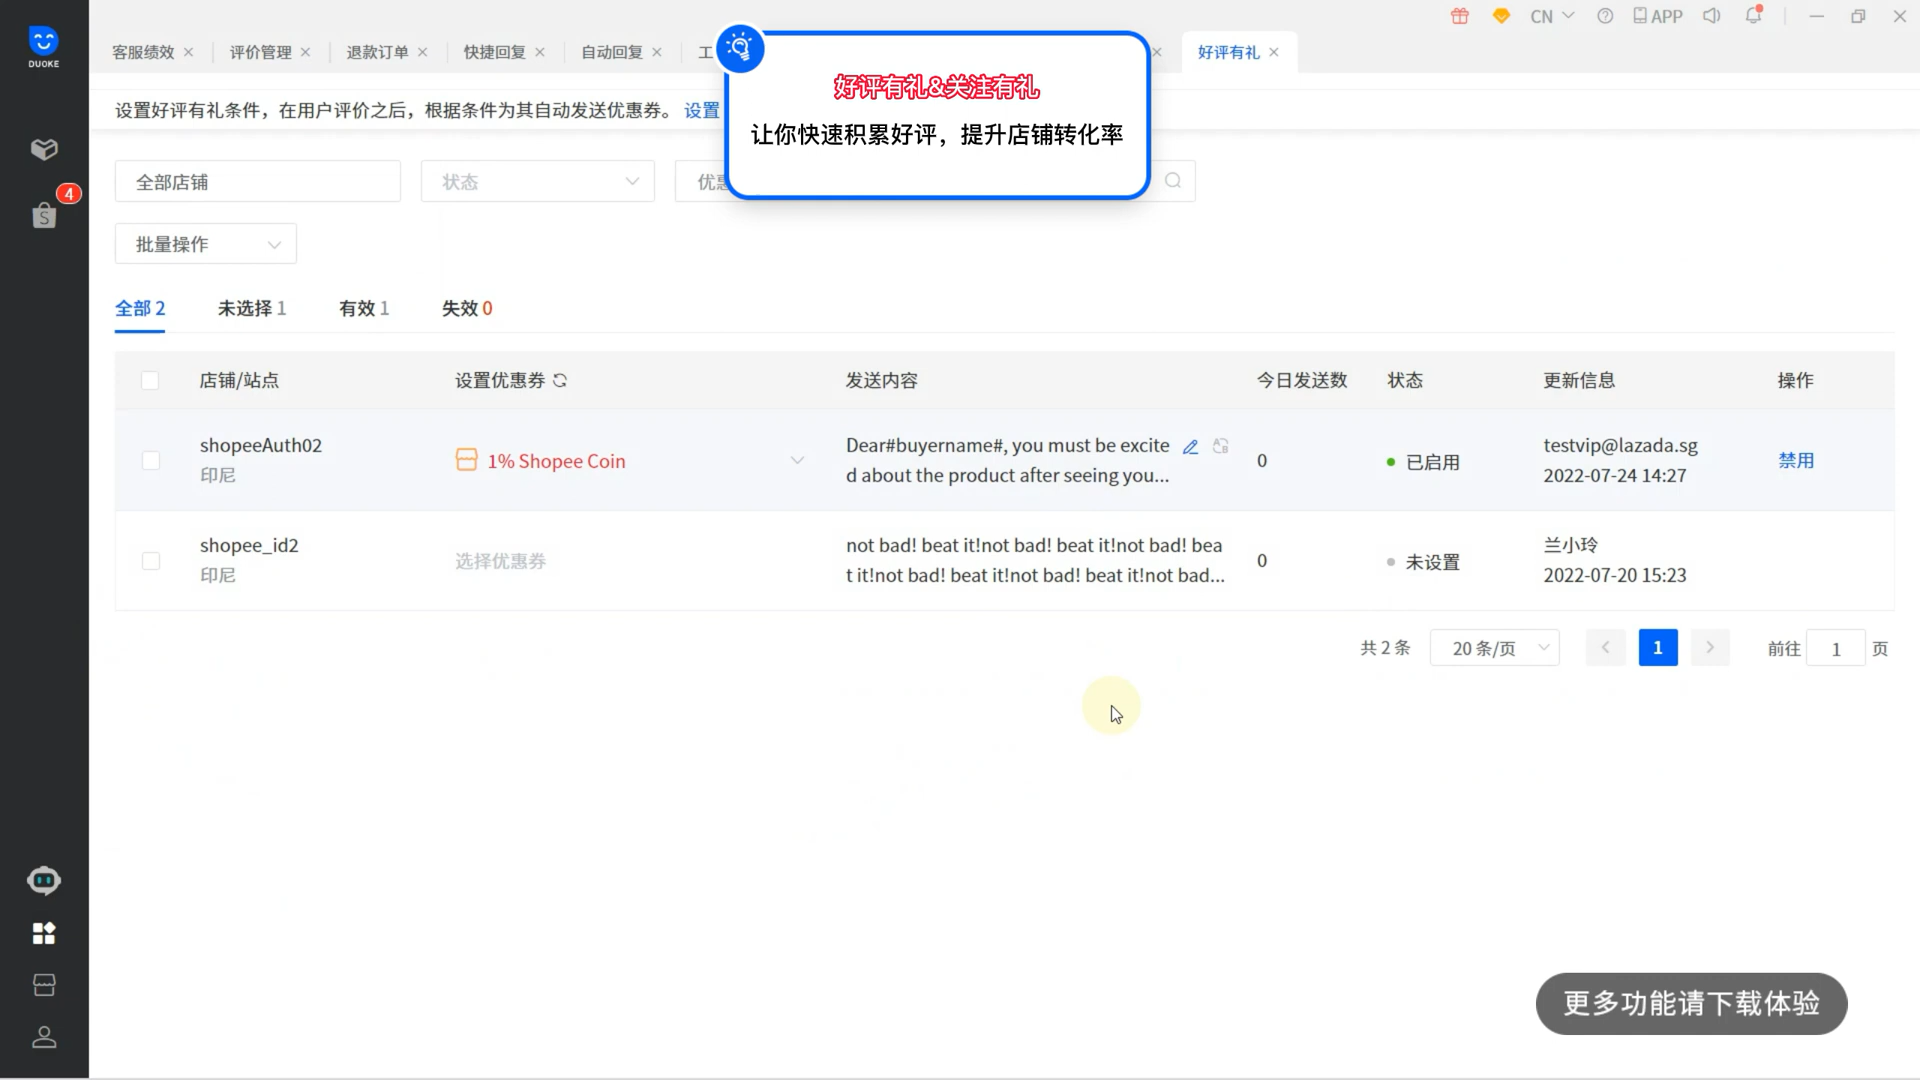 CN
APP
DUOKE
客服绩效
评价管理
退款订单
快捷回复
自动回复
工
好评有礼
好评有礼&关注有礼
让你快速积累好评，提升店铺转化率
设置好评有礼条件，在用户评价之后，根据条件为其自动发送优惠券。 设置
4
全部店铺
状态
优惠
批量操作
全部 2
未选择 1
有效 1
失效 0
店铺/站点 设置优惠券 发送内容 今日发送数 状态 更新信息 操作
shopeeAuth02
印尼
1% Shopee Coin
Dear#buyername#, you must be excite
d about the product after seeing you...
0
已启用
testvip@lazada.sg
2022-07-24 14:27
禁用
shopee_id2
印尼
选择优惠券
not bad! beat it!not bad! beat it!not bad! bea
t it!not bad! beat it!not bad! beat it!not bad...
0
未设置
兰小玲
2022-07-20 15:23
共 2 条 20 条/页 1 前往 1 页
更多功能请下载体验